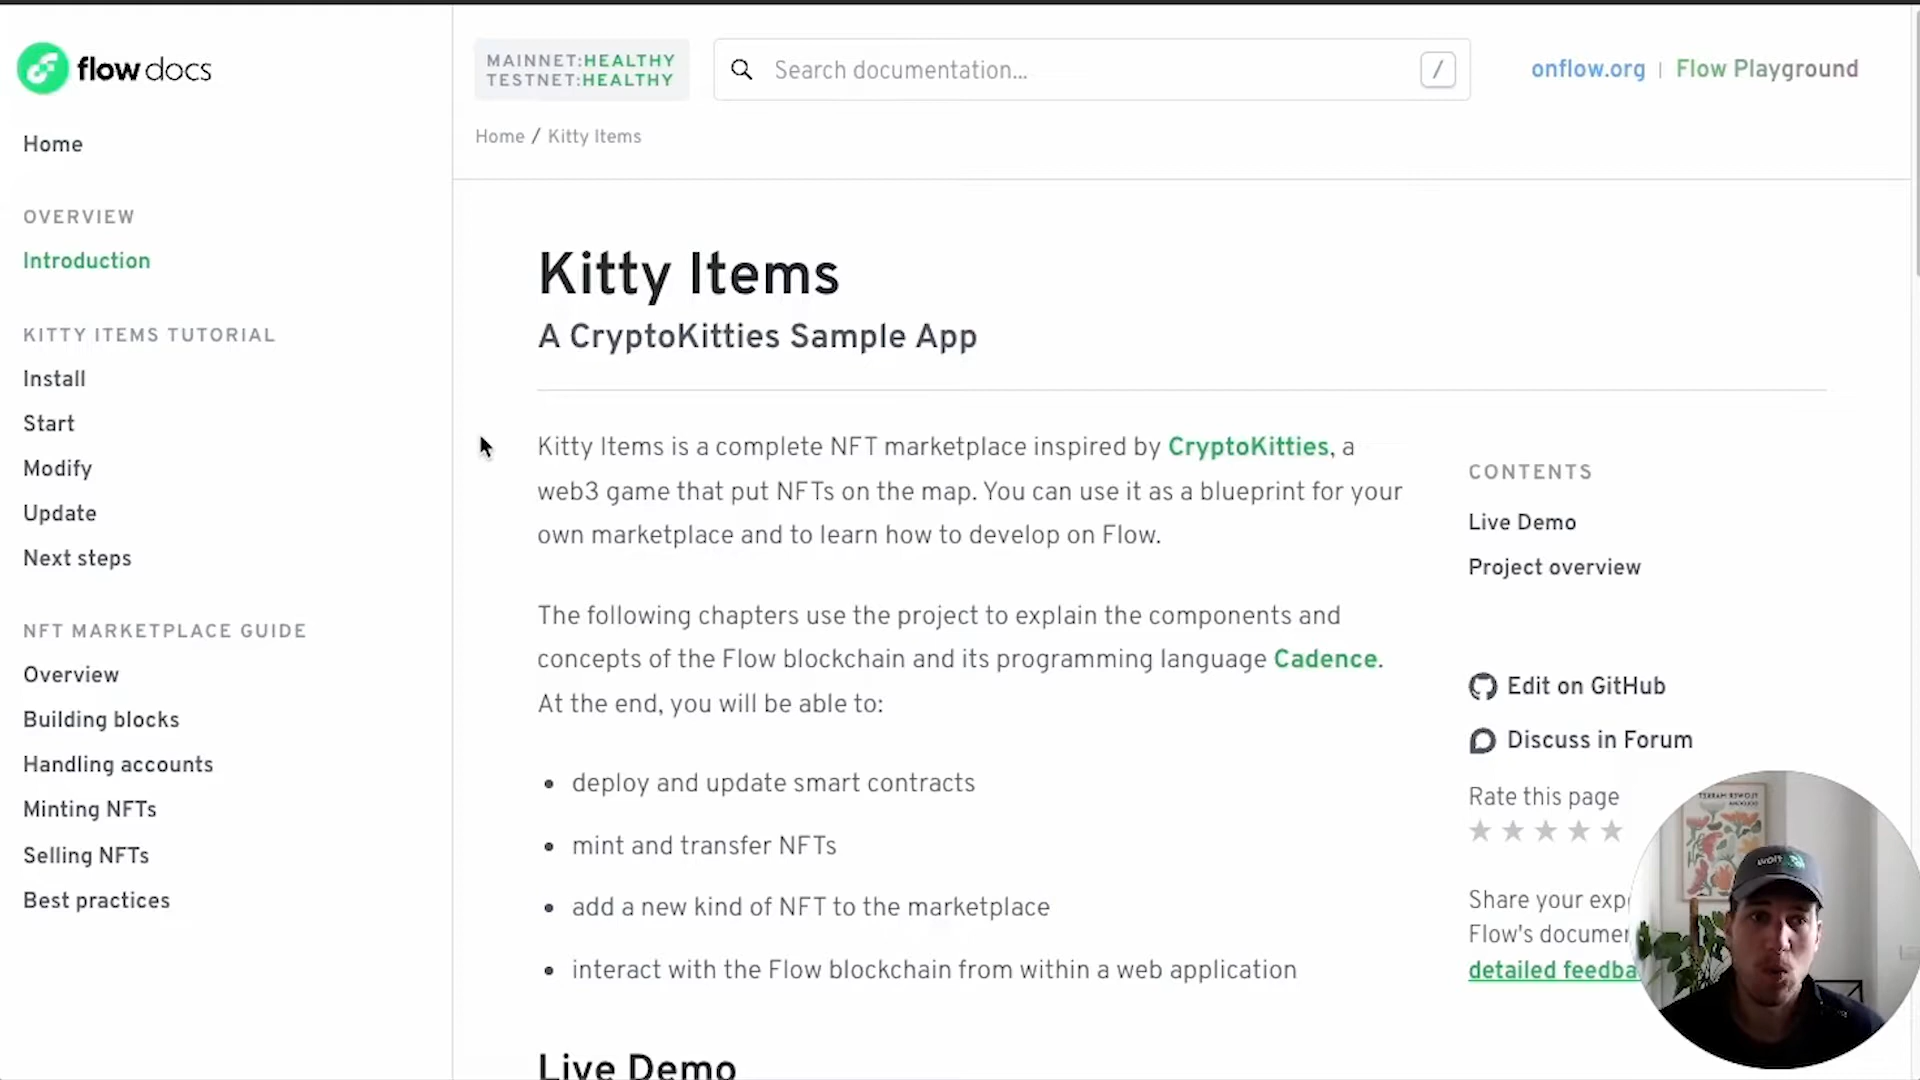 flow docs
Home
OVERVIEW
Introduction
KITTY ITEMS TUTORIAL
Install
Start
Modify
Update
Next steps
NFT MARKETPLACE GUIDE
Overview
Building blocks
Handling accounts
Minting NFTs
Selling NFTs
Best practices
MAINNET:HEALTHY
TESTNET:HEALTHY
Search documentation...
/
onflow.org | Flow Playground
Home / Kitty Items
Kitty Items
A CryptoKitties Sample App
Kitty Items is a complete NFT marketplace inspired by CryptoKitties, a
web3 game that put NFTs on the map. You can use it as a blueprint for your
own marketplace and to learn how to develop on Flow.
The following chapters use the project to explain the components and
concepts of the Flow blockchain and its programming language Cadence.
At the end, you will be able to:
• deploy and update smart contracts
• mint and transfer NFTs
• add a new kind of NFT to the marketplace
• interact with the Flow blockchain from within a web application
Live Demo
CONTENTS
Live Demo
Project overview
Edit on GitHub
Discuss in Forum
Rate this page
Share your
Flow's
detailed